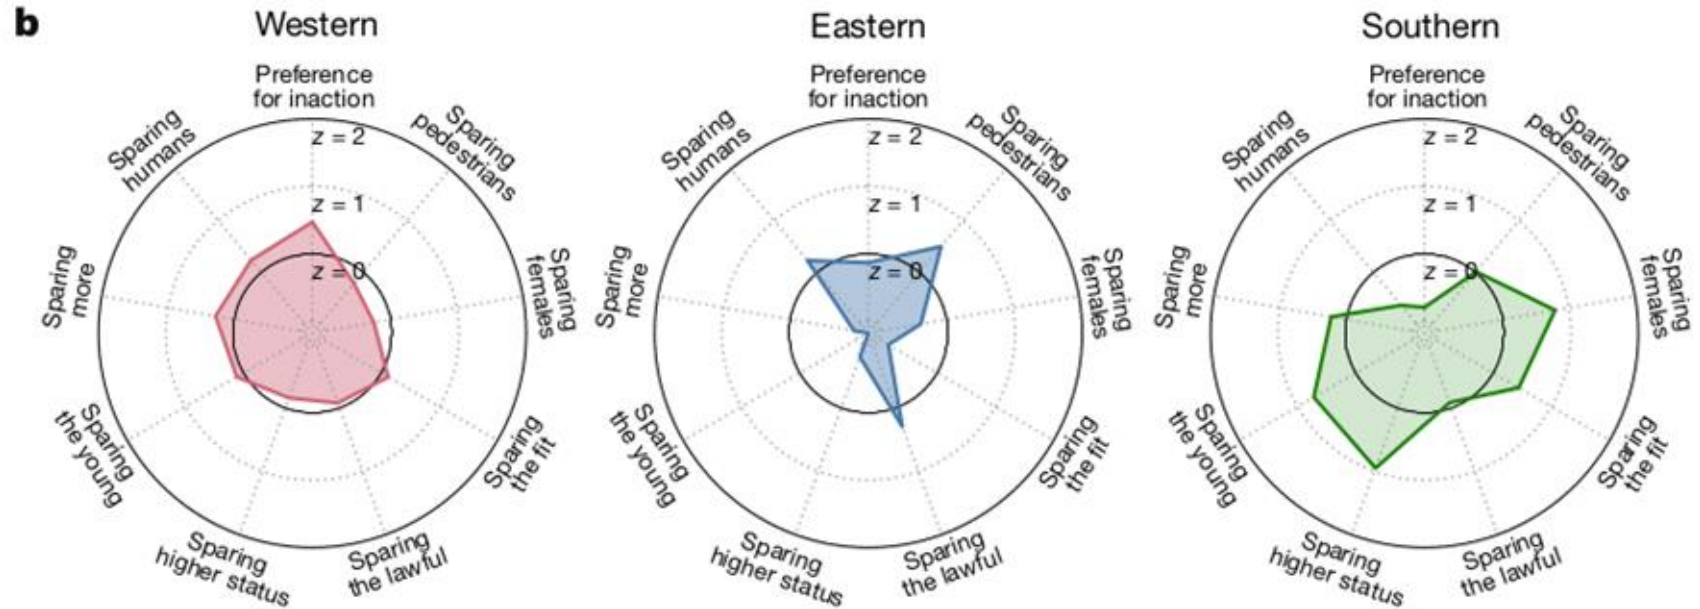 b
Western
Preference
for inaction
Sparing
pedestrians
Sparing
females
Sparing
the fit
Sparing
the lawful
Sparing
higher status
Sparing
the young
Sparing
more
Sparing
humans
z = 2
z = 1
z = 0
Eastern
Preference
for inaction
Sparing
pedestrians
Sparing
females
Sparing
the fit
Sparing
the lawful
Sparing
higher status
Sparing
the young
Sparing
more
Sparing
humans
z = 2
z = 1
z = 0
Southern
Preference
for inaction
Sparing
pedestrians
Sparing
females
Sparing
the fit
Sparing
the lawful
Sparing
higher status
Sparing
the young
Sparing
more
Sparing
humans
z = 2
z = 1
z = 0